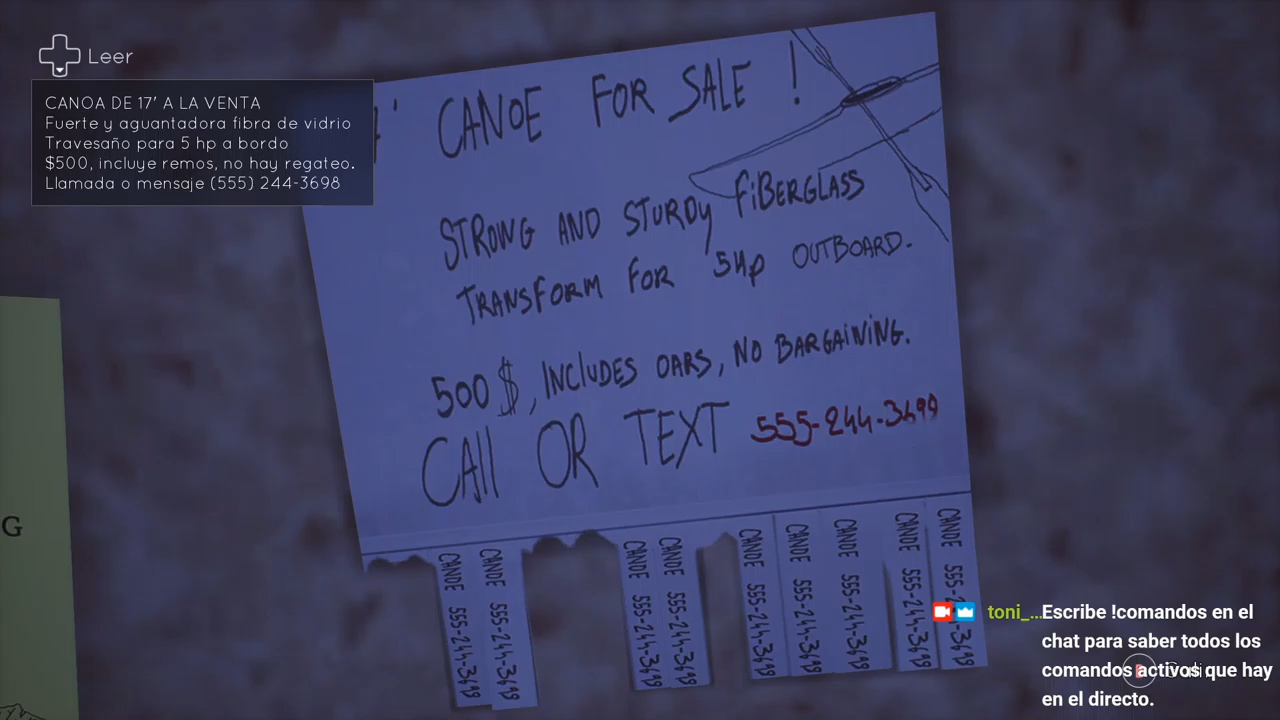 Leer
CANOA DE 17' A LA VENTA
Fuerte y aguantadora fibra de vidrio
Travesaño para 5 hp a bordo
$500, incluye remos, no hay regateo.
Llamada o mensaje (555) 244-3698
' CANOE FOR SALE !
STRONG AND STURDY FiBERGLASS
TRANSFORM FOR 5Hp OUTBOARD.
500 $, INCLUDES OARS, NO BARGAiNiNG.
CAll OR TEXT 555-244-3699
CANOE 555-244-3699
CANOE 555-244-3699
CANOE 555-244-3699
CANOE 555-244-3699
CANOE 555-244-3699
CANOE 555-244-3699
CANOE 555-244-3699
CANOE 555-244-3699
CANOE 555-244-3699
G
toni_...
Escribe !comandos en el
chat para saber todos los
comandos activos que hay
en el directo.